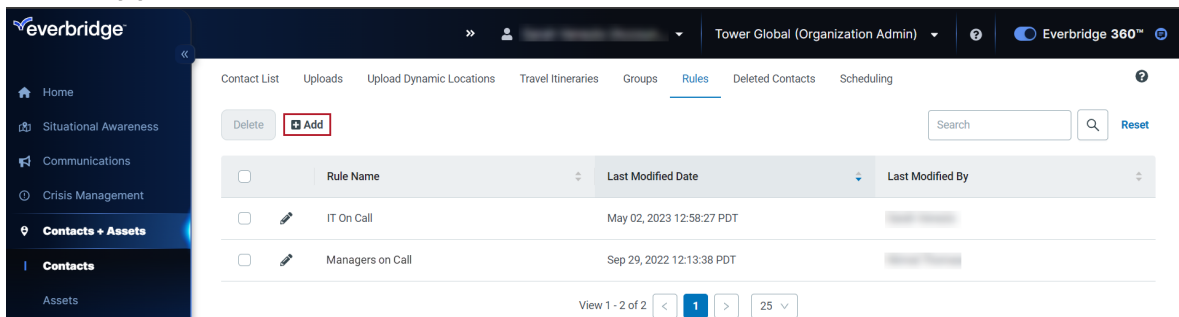 everbridge™
«
»
Tower Global (Organization Admin)
Everbridge 360™
Home
Situational Awareness
Communications
Crisis Management
Contacts + Assets
Contacts
Assets
Contact List Uploads Upload Dynamic Locations Travel Itineraries Groups Rules Deleted Contacts Scheduling
Delete Add Search Reset
Rule Name Last Modified Date Last Modified By
IT On Call May 02, 2023 12:58:27 PDT
Managers on Call Sep 29, 2022 12:13:38 PDT
View 1 - 2 of 2 < 1 > 25